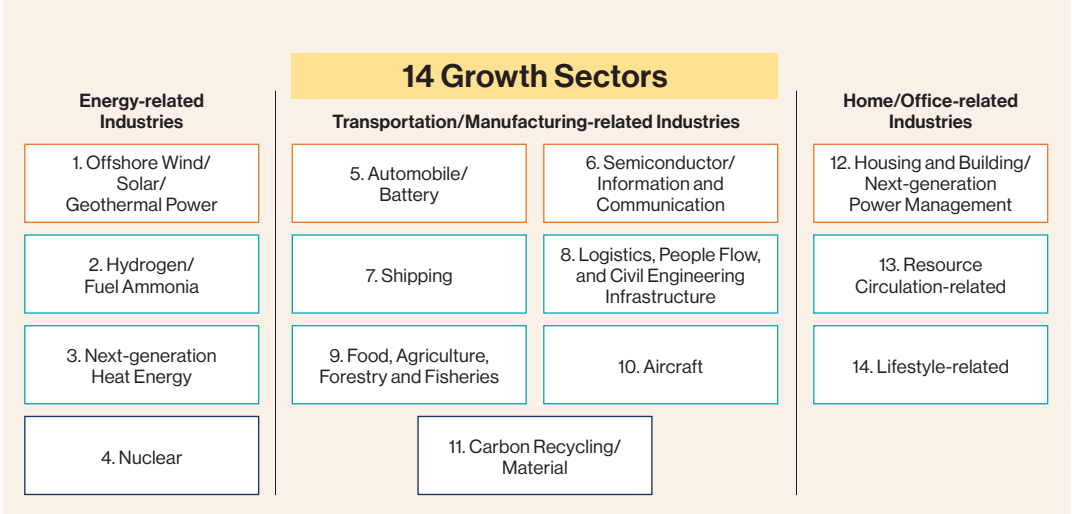 14 Growth Sectors
Energy-related
Industries
1. Offshore Wind/
Solar/
Geothermal Power
2. Hydrogen/
Fuel Ammonia
3. Next-generation
Heat Energy
4. Nuclear
Transportation/Manufacturing-related Industries
5. Automobile/
Battery
6. Semiconductor/
Information and
Communication
7. Shipping
8. Logistics, People Flow,
and Civil Engineering
Infrastructure
9. Food, Agriculture,
Forestry and Fisheries
10. Aircraft
11. Carbon Recycling/
Material
Home/Office-related
Industries
12. Housing and Building/
Next-generation
Power Management
13. Resource
Circulation-related
14. Lifestyle-related